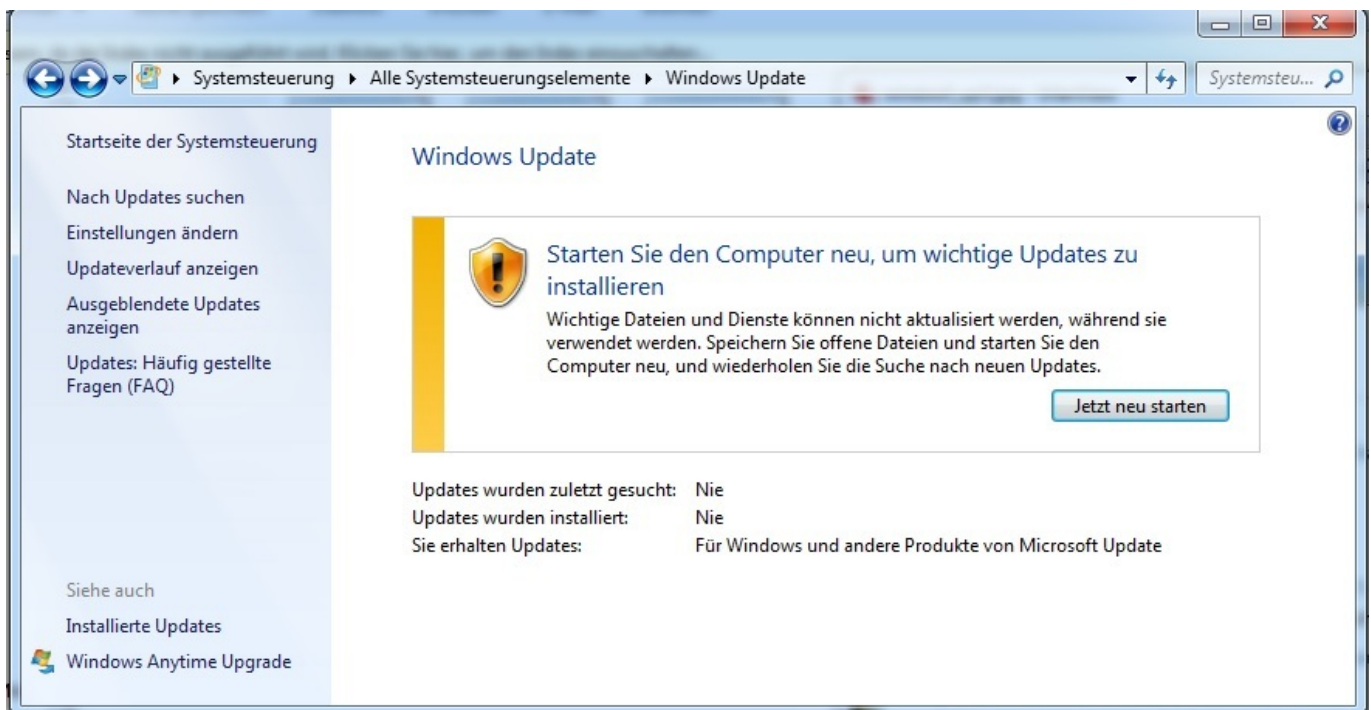 Systemsteuerung ▸ Alle Systemsteuerungselemente ▸ Windows Update
Systemsteu...
Startseite der Systemsteuerung
Nach Updates suchen
Einstellungen ändern
Updateverlauf anzeigen
Ausgeblendete Updates
anzeigen
Updates: Häufig gestellte
Fragen (FAQ)
Siehe auch
Installierte Updates
Windows Anytime Upgrade
Windows Update
Starten Sie den Computer neu, um wichtige Updates zu
installieren
Wichtige Dateien und Dienste können nicht aktualisiert werden, während sie
verwendet werden. Speichern Sie offene Dateien und starten Sie den
Computer neu, und wiederholen Sie die Suche nach neuen Updates.
Jetzt neu starten
Updates wurden zuletzt gesucht: Nie
Updates wurden installiert: Nie
Sie erhalten Updates: Für Windows und andere Produkte von Microsoft Update